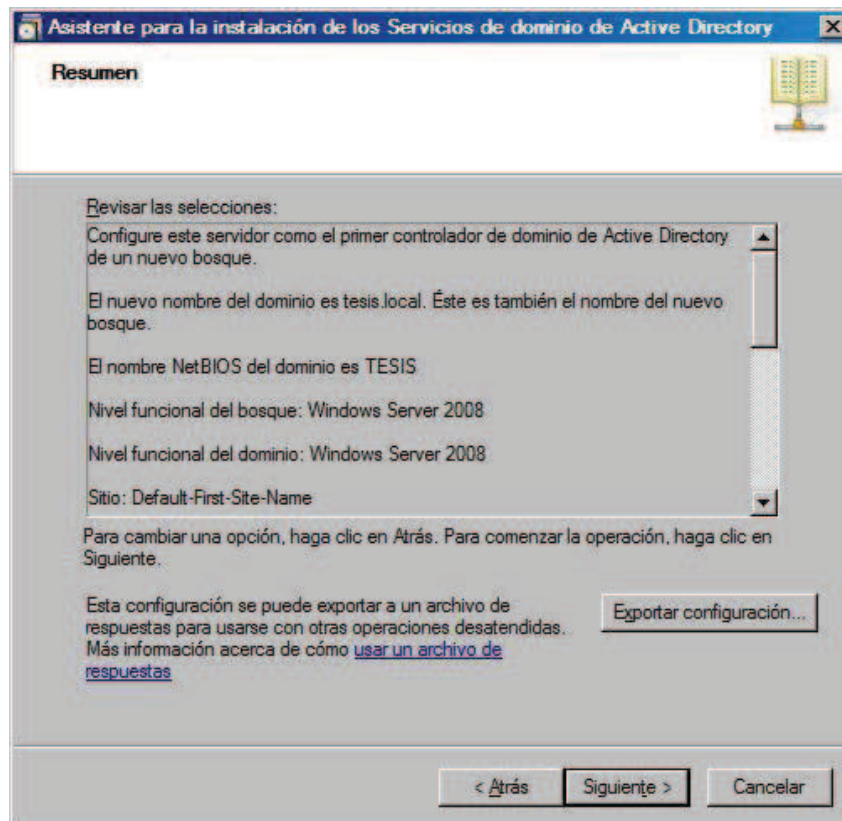 Asistente para la instalación de los Servicios de dominio de Active Directory
Resumen
Revisar las selecciones:
Configure este servidor como el primer controlador de dominio de Active Directory
de un nuevo bosque.
El nuevo nombre del dominio es tesis.local. Éste es también el nombre del nuevo
bosque.
El nombre NetBIOS del dominio es TESIS
Nivel funcional del bosque: Windows Server 2008
Nivel funcional del dominio: Windows Server 2008
Sitio: Default-First-Site-Name
Para cambiar una opción, haga clic en Atrás. Para comenzar la operación, haga clic en
Siguiente.
Esta configuración se puede exportar a un archivo de
respuestas para usarse con otras operaciones desatendidas.
Más información acerca de cómo usar un archivo de
respuestas
Exportar configuración...
< Atrás
Siguiente >
Cancelar